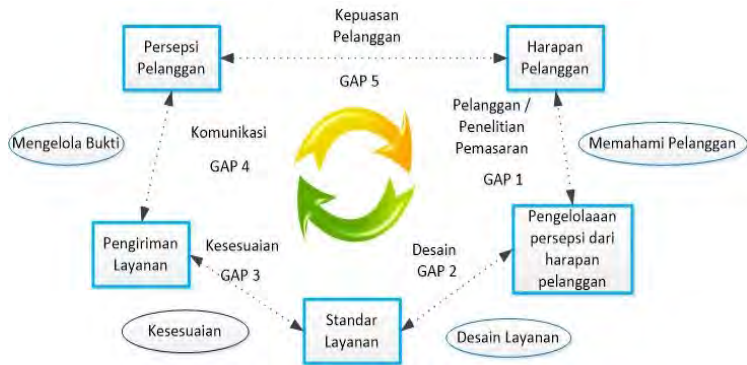 Kepuasan
Pelanggan
Persepsi
Pelanggan
Harapan
Pelanggan
GAP 5
Pelanggan /
Penelitian
Pemasaran
GAP 1
Komunikasi
GAP 4
Mengelola Bukti
Memahami Pelanggan
Pengiriman
Layanan
Kesesuaian
GAP 3
Desain
GAP 2
Pengelolaaan
persepsi dari
harapan
pelanggan
Kesesuaian
Standar
Layanan
Desain Layanan